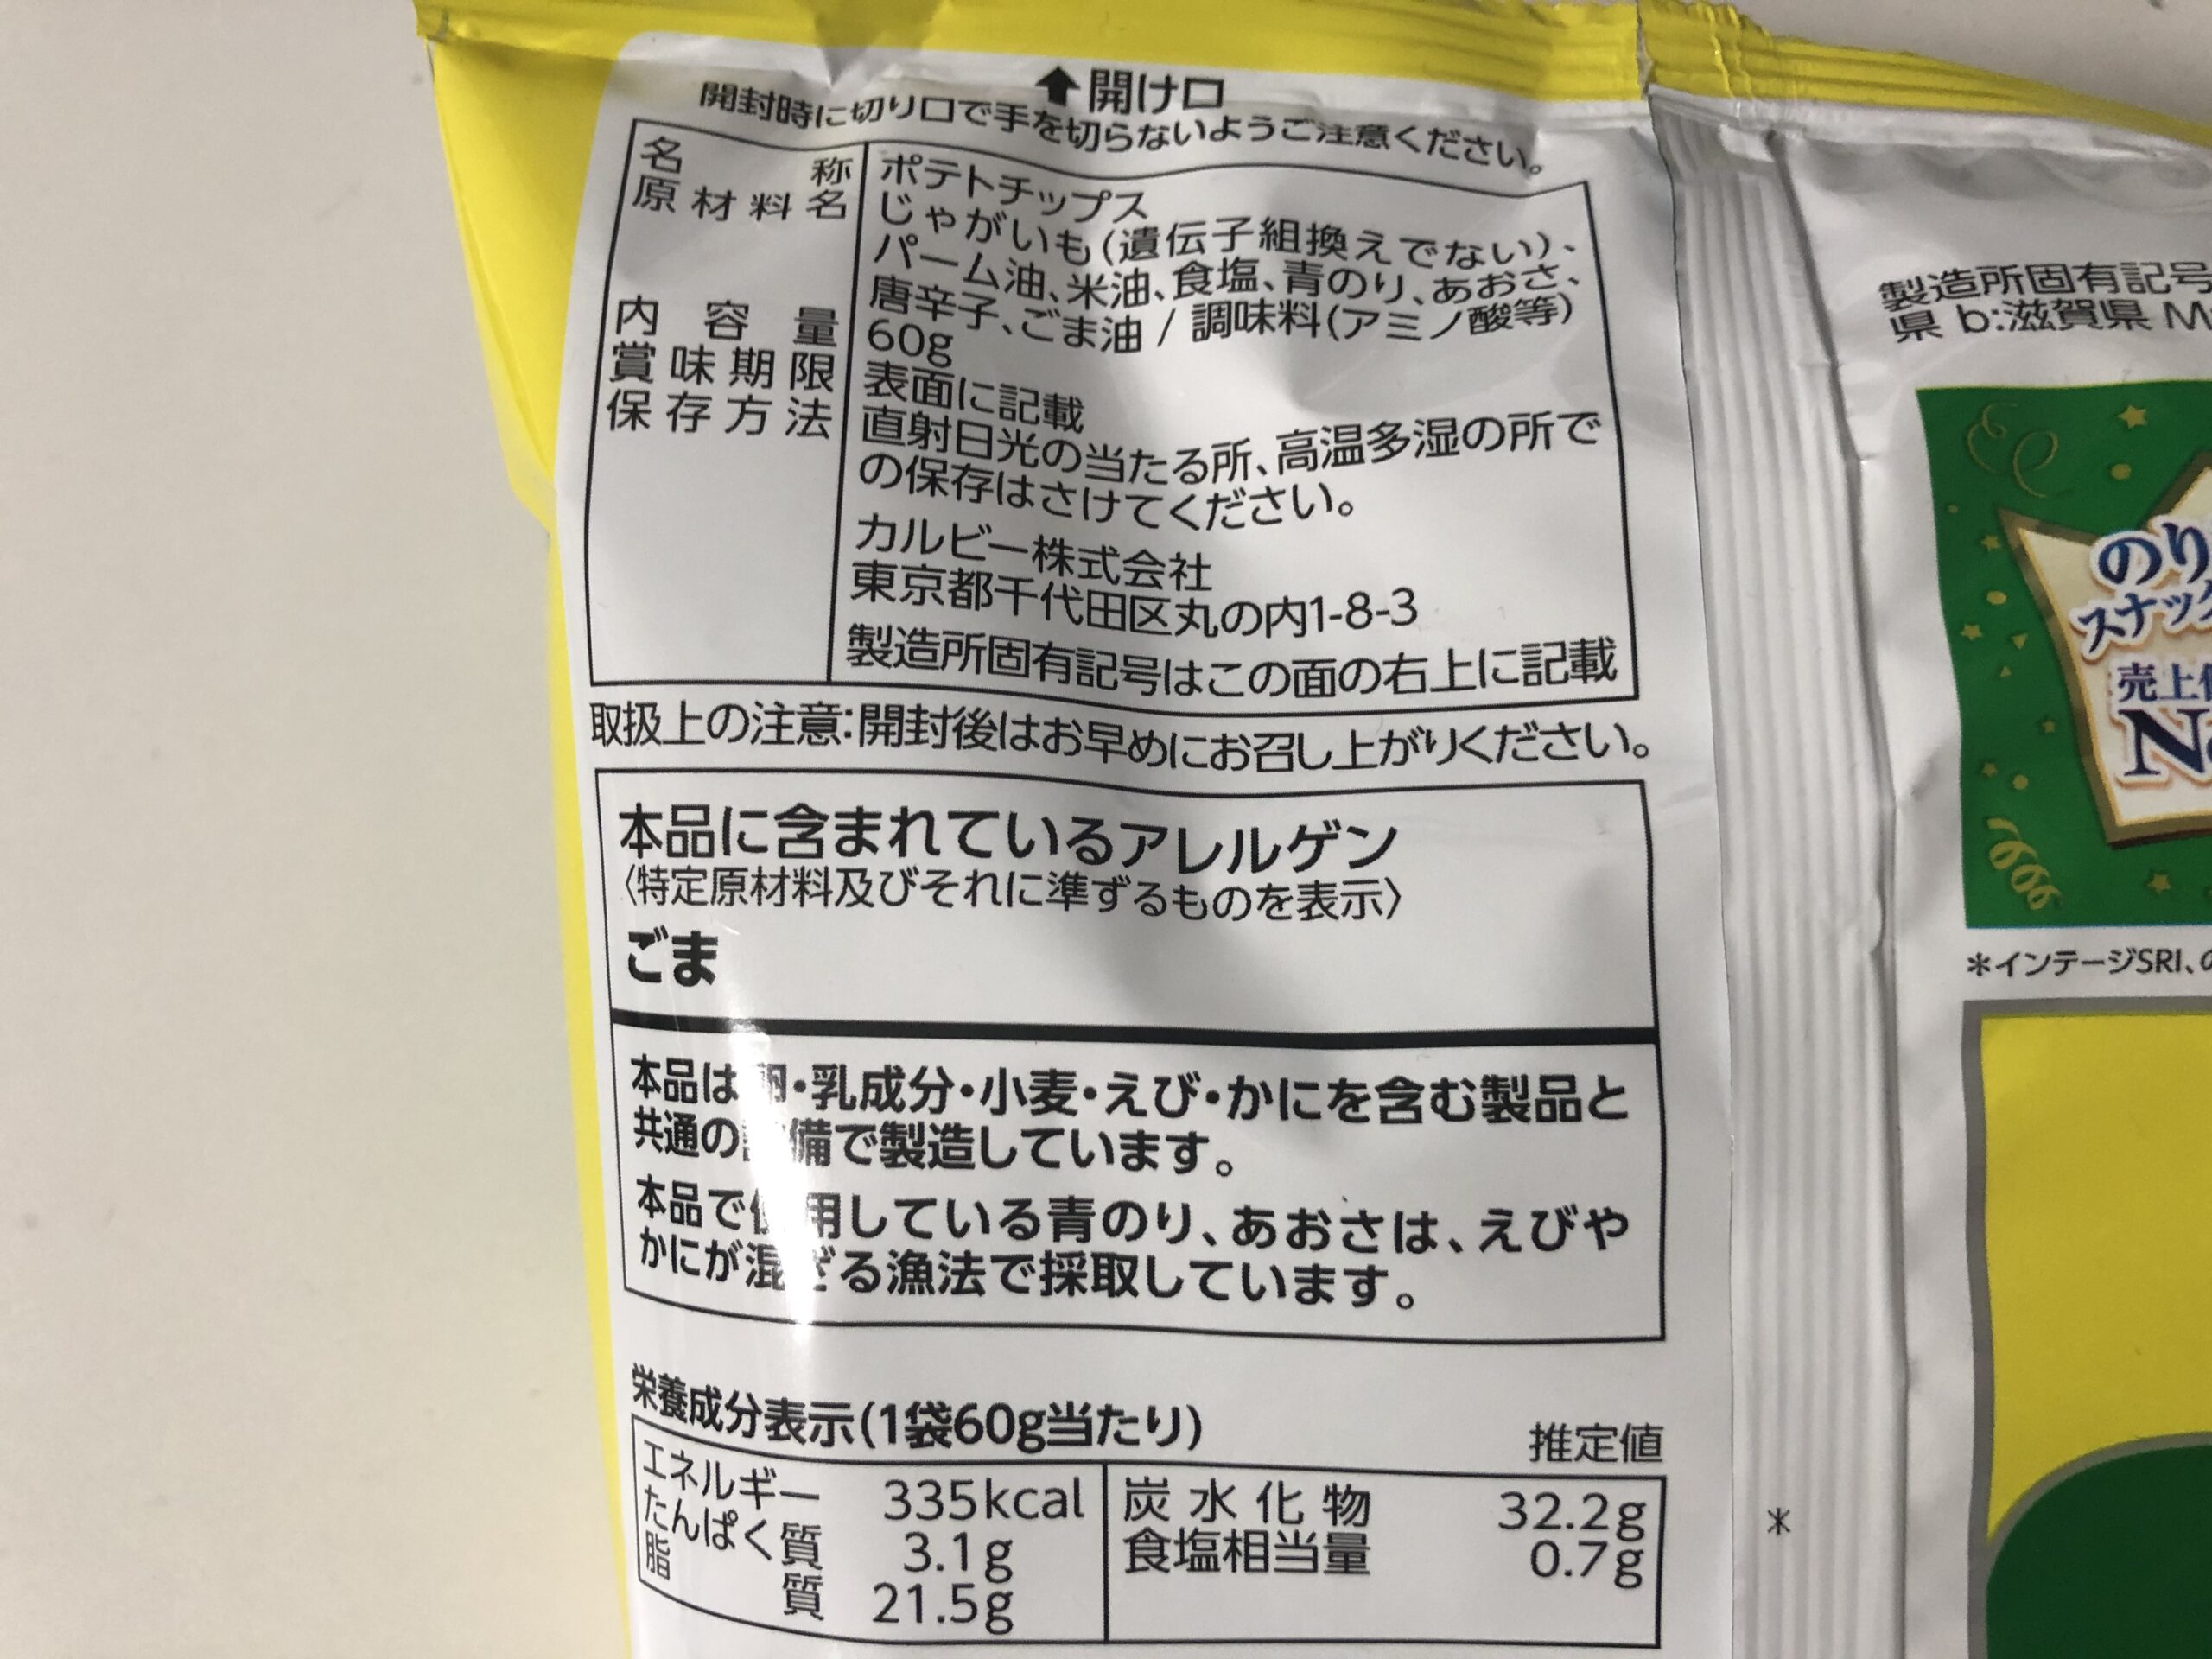 開け口
開封時に切り口で手を切らないようご注意ください。
名称 ポテトチップス
原材料名 じゃがいも(遺伝子組換えでない)、
パーム油、米油、食塩、青のり、あおさ、
唐辛子、ごま油 / 調味料(アミノ酸等)
内容量 60g
賞味期限 表面に記載
保存方法 直射日光の当たる所、高温多湿の所で
の保存はさけてください。
カルビー株式会社
東京都千代田区丸の内1-8-3
製造所固有記号はこの面の右上に記載
取扱上の注意:開封後はお早めにお召し上がりください。
本品に含まれているアレルゲン
〈特定原材料及びそれに準ずるものを表示〉
ごま
本品は卵・乳成分・小麦・えび・かにを含む製品と
共通の設備で製造しています。
本品で使用している青のり、あおさは、えびや
かにが混ざる漁法で採取しています。
栄養成分表示(1袋60g当たり) 推定値
エネルギー 335kcal 炭水化物 32.2g
たんぱく質 3.1g 食塩相当量 0.7g
脂質 21.5g
*
製造所固有記号
県 b:滋賀県
のり
スナック
売上
*インテージSRI、